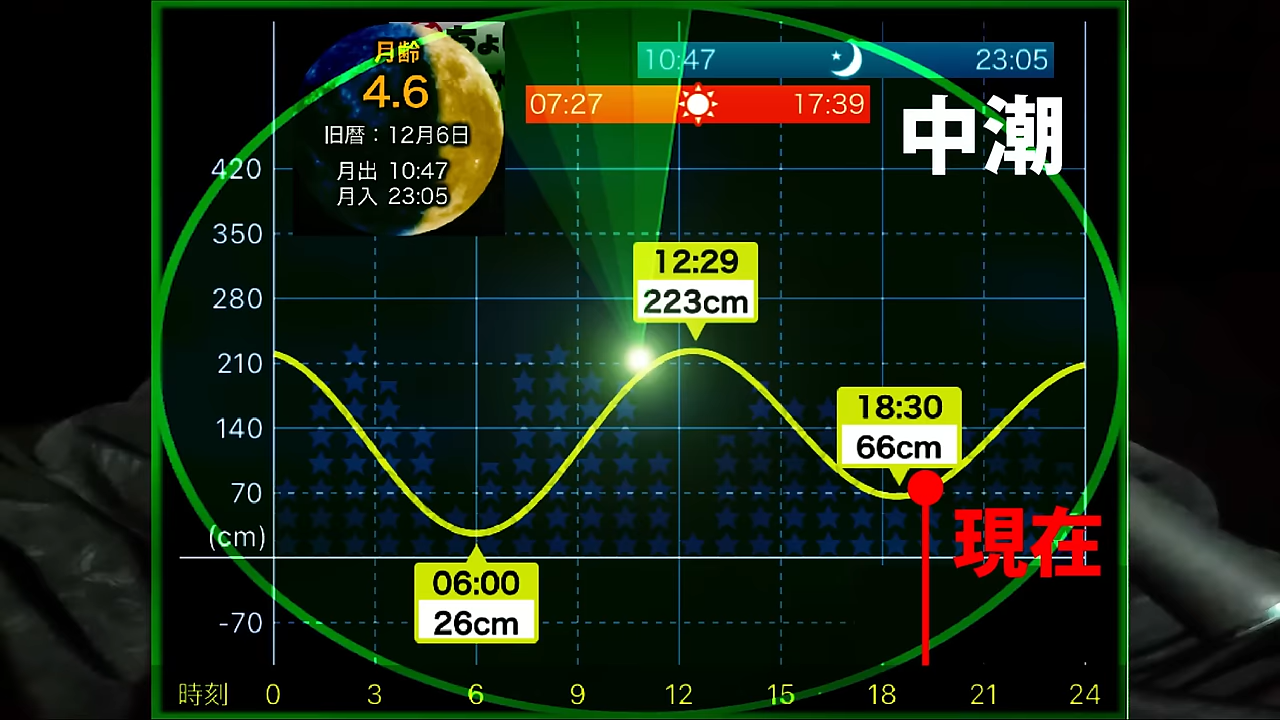 月齢
4.6
旧暦：12月6日
月出 10:47
月入 23:05
10:47 23:05
07:27 17:39
中潮
420
350
280
210
140
70
(cm)
-70
12:29
223cm
18:30
66cm
06:00
26cm
現在
時刻 0 3 6 9 12 15 18 21 24